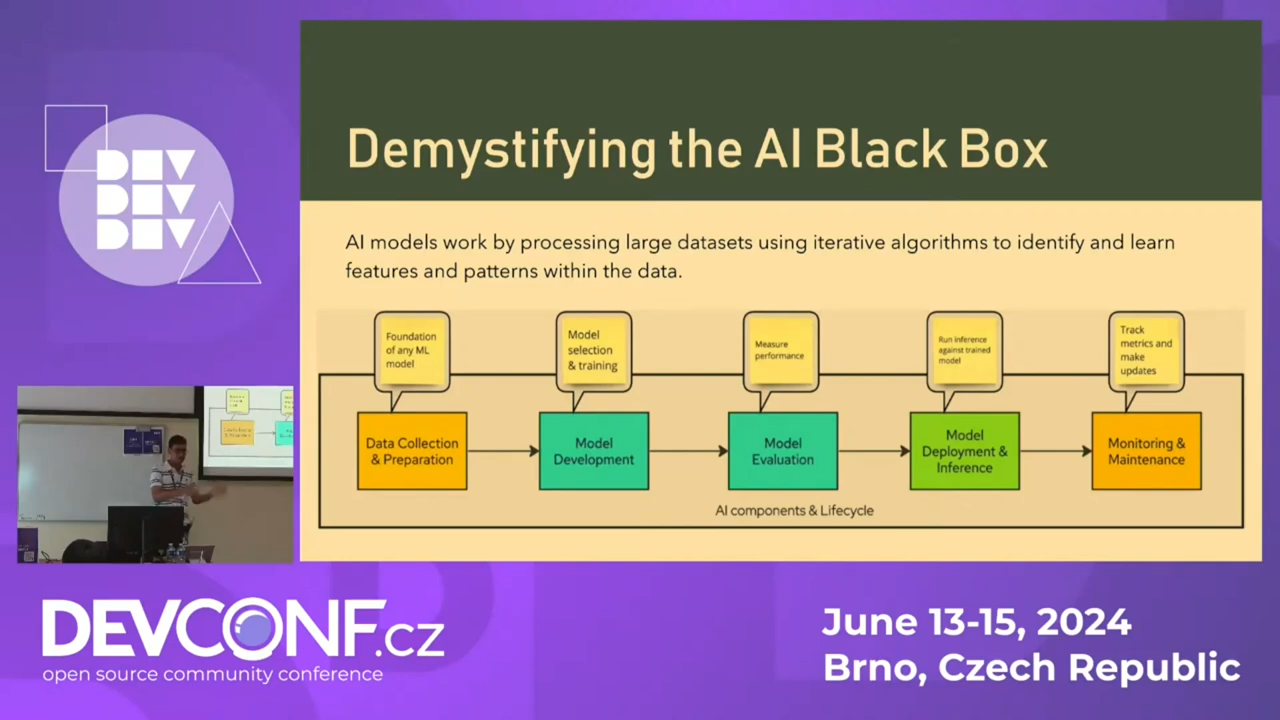 DEV
DEV
DEV
Demystifying the AI Black Box
AI models work by processing large datasets using iterative algorithms to identify and learn
features and patterns within the data.
Foundation
of any ML
model
Model
selection
& training
Measure
performance
Run inference
against trained
model
Track
metrics and
make
updates
Data Collection
& Preparation
Model
Development
Model
Evaluation
Model
Deployment &
Inference
Monitoring &
Maintenance
AI components & Lifecycle
DEVCONF.cz
open source community conference
June 13-15, 2024
Brno, Czech Republic